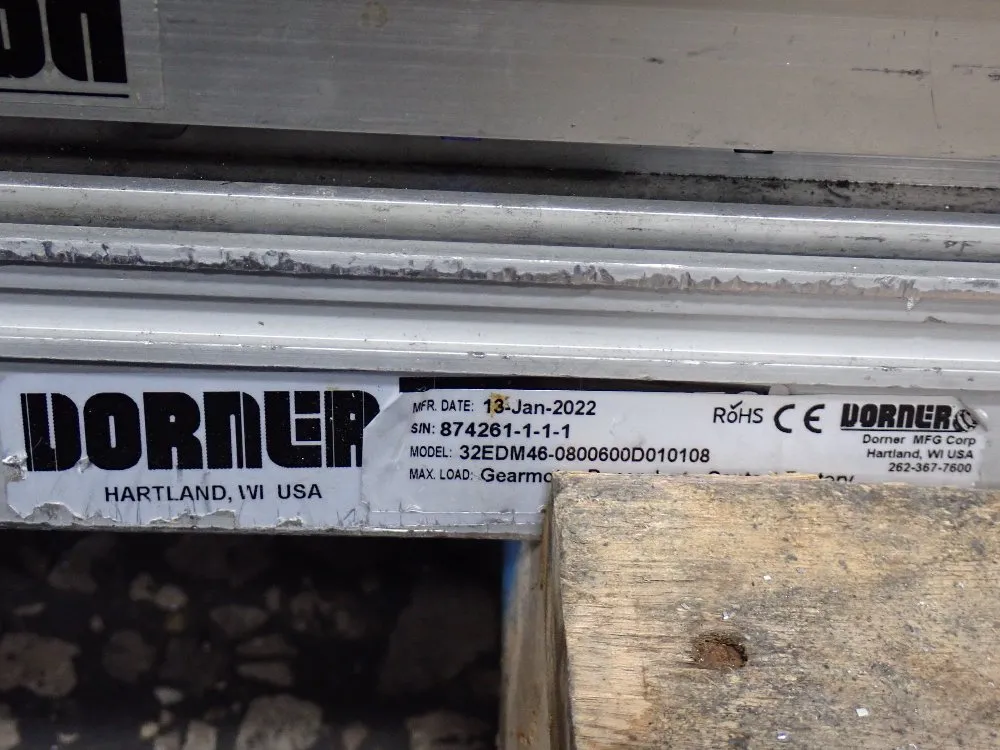 DORNER
HARTLAND, WI USA
MFR. DATE: 13-Jan-2022
S/N: 874261-1-1-1
MODEL: 32EDM46-0800600D010108
MAX. LOAD:
RoHS CE DORNER
Dorner MFG Corp
Hartland, WI USA
262-367-7600